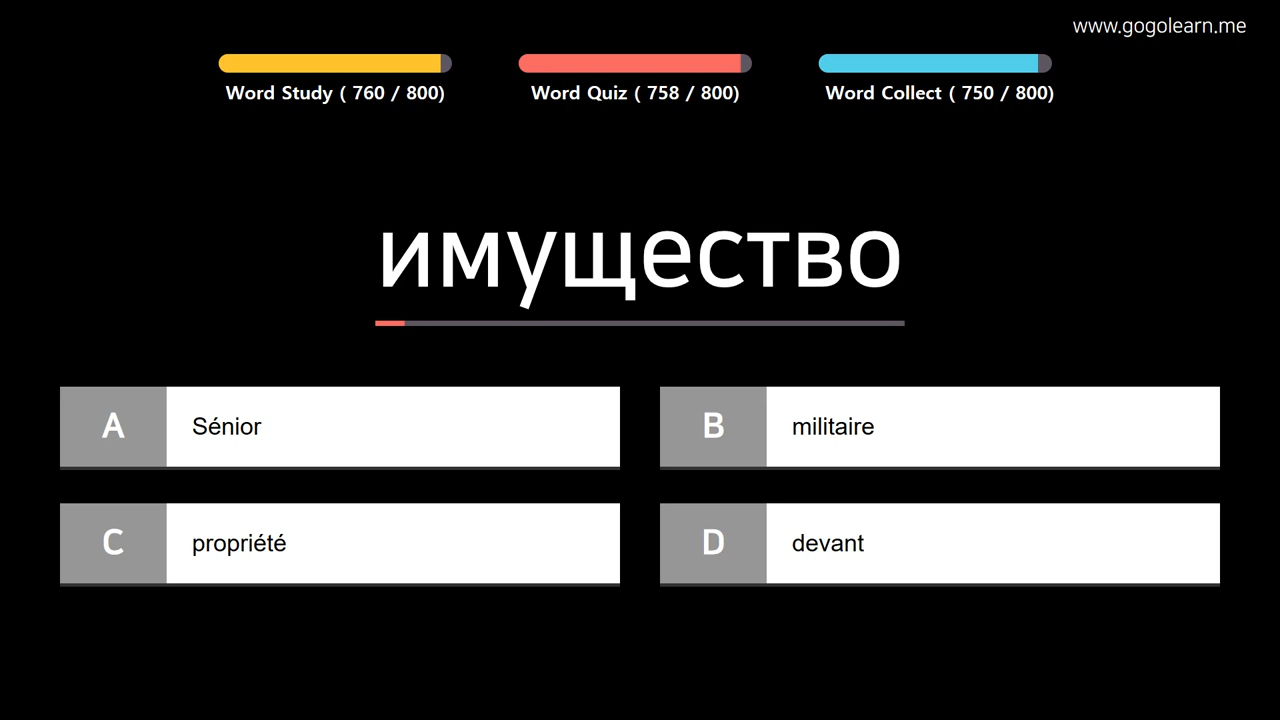 www.gogolearn.me
Word Study ( 760 / 800)
Word Quiz ( 758 / 800)
Word Collect ( 750 / 800)
имущество
A Sénior
B militaire
C propriété
D devant